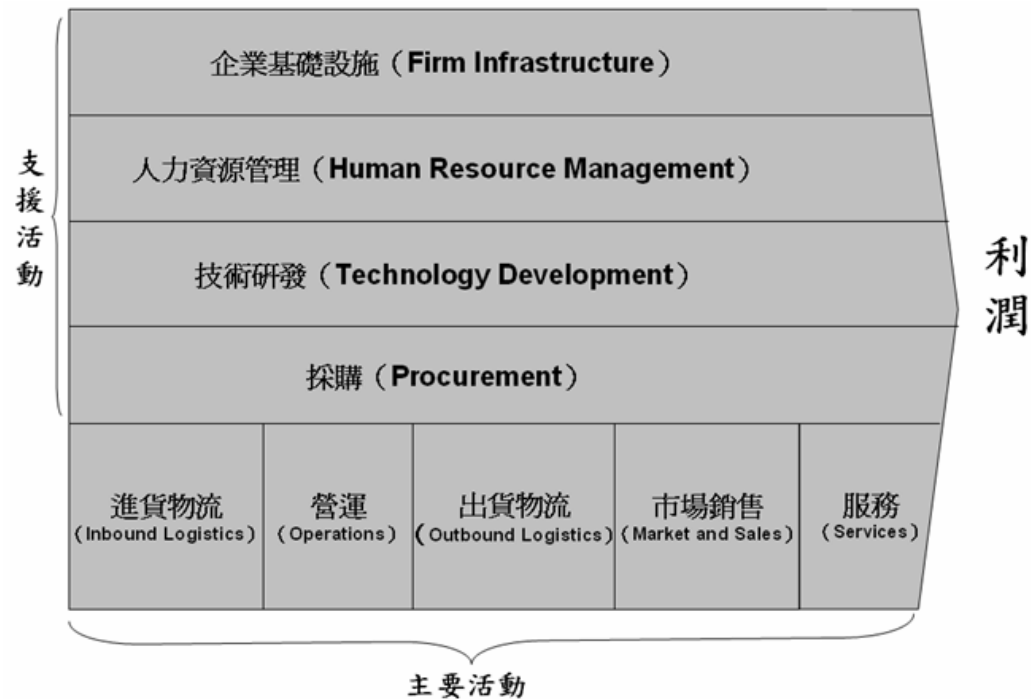 企業基礎設施（Firm Infrastructure）
人力資源管理（Human Resource Management）
支援活動
技術研發（Technology Development）
利潤
採購（Procurement）
進貨物流
（Inbound Logistics）
營運
（Operations）
出貨物流
（Outbound Logistics）
市場銷售
（Market and Sales）
服務
（Services）
主要活動